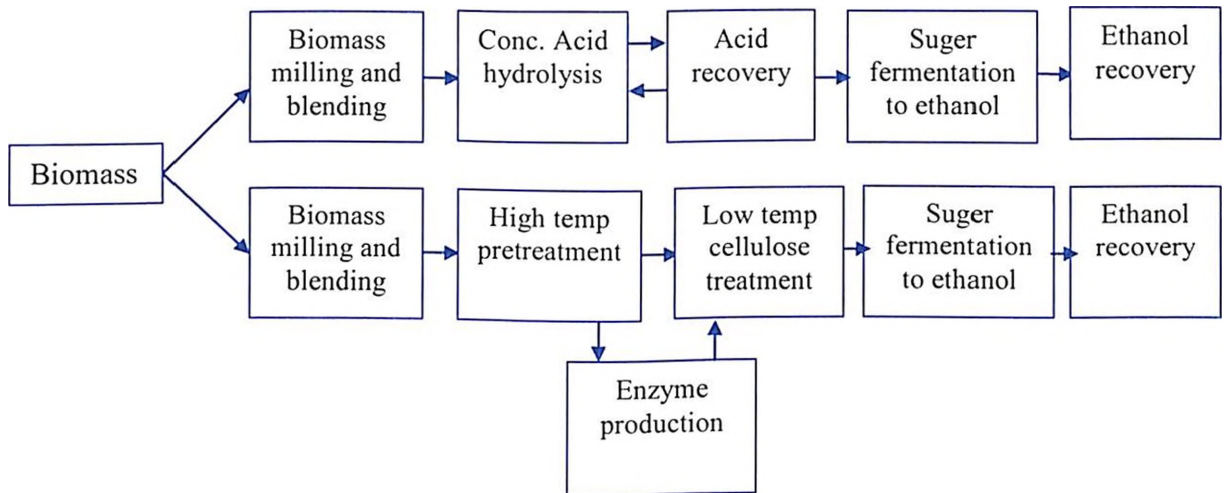 Biomass
Biomass
milling and
blending
Conc. Acid
hydrolysis
Acid
recovery
Suger
fermentation
to ethanol
Ethanol
recovery
Biomass
milling and
blending
High temp
pretreatment
Low temp
cellulose
treatment
Suger
fermentation
to ethanol
Ethanol
recovery
Enzyme
production